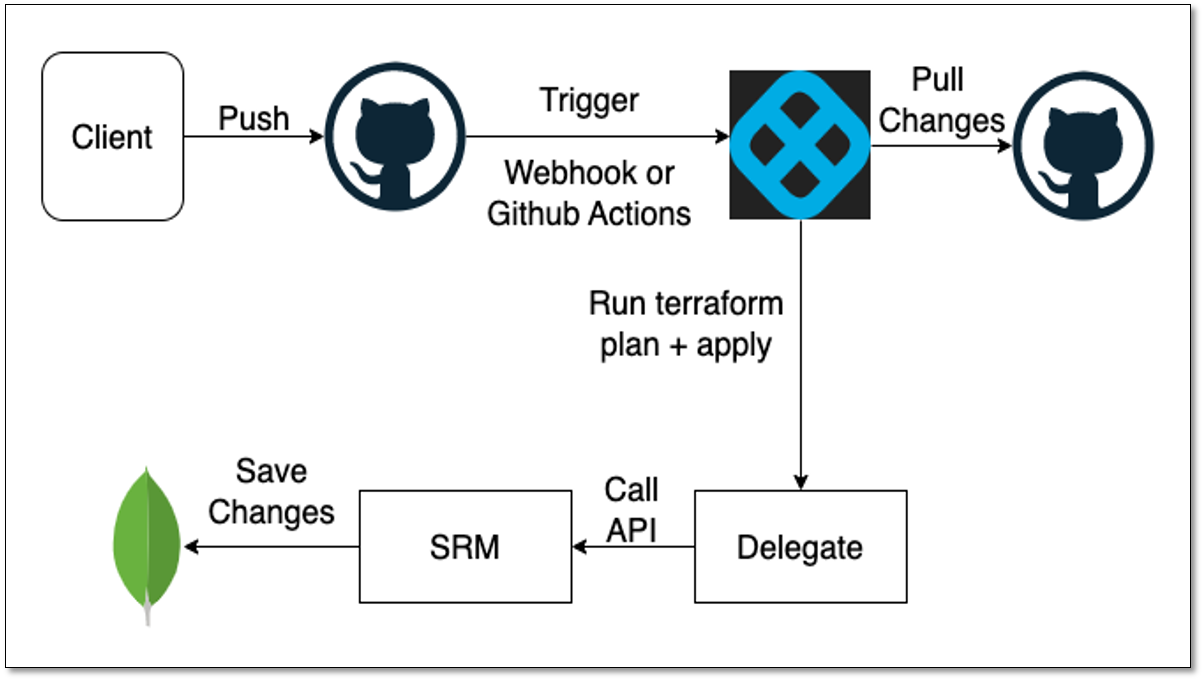 Client
Push
Trigger
Webhook or
Github Actions
Pull
Changes
Run terraform
plan + apply
Save
Changes
SRM
Call
API
Delegate